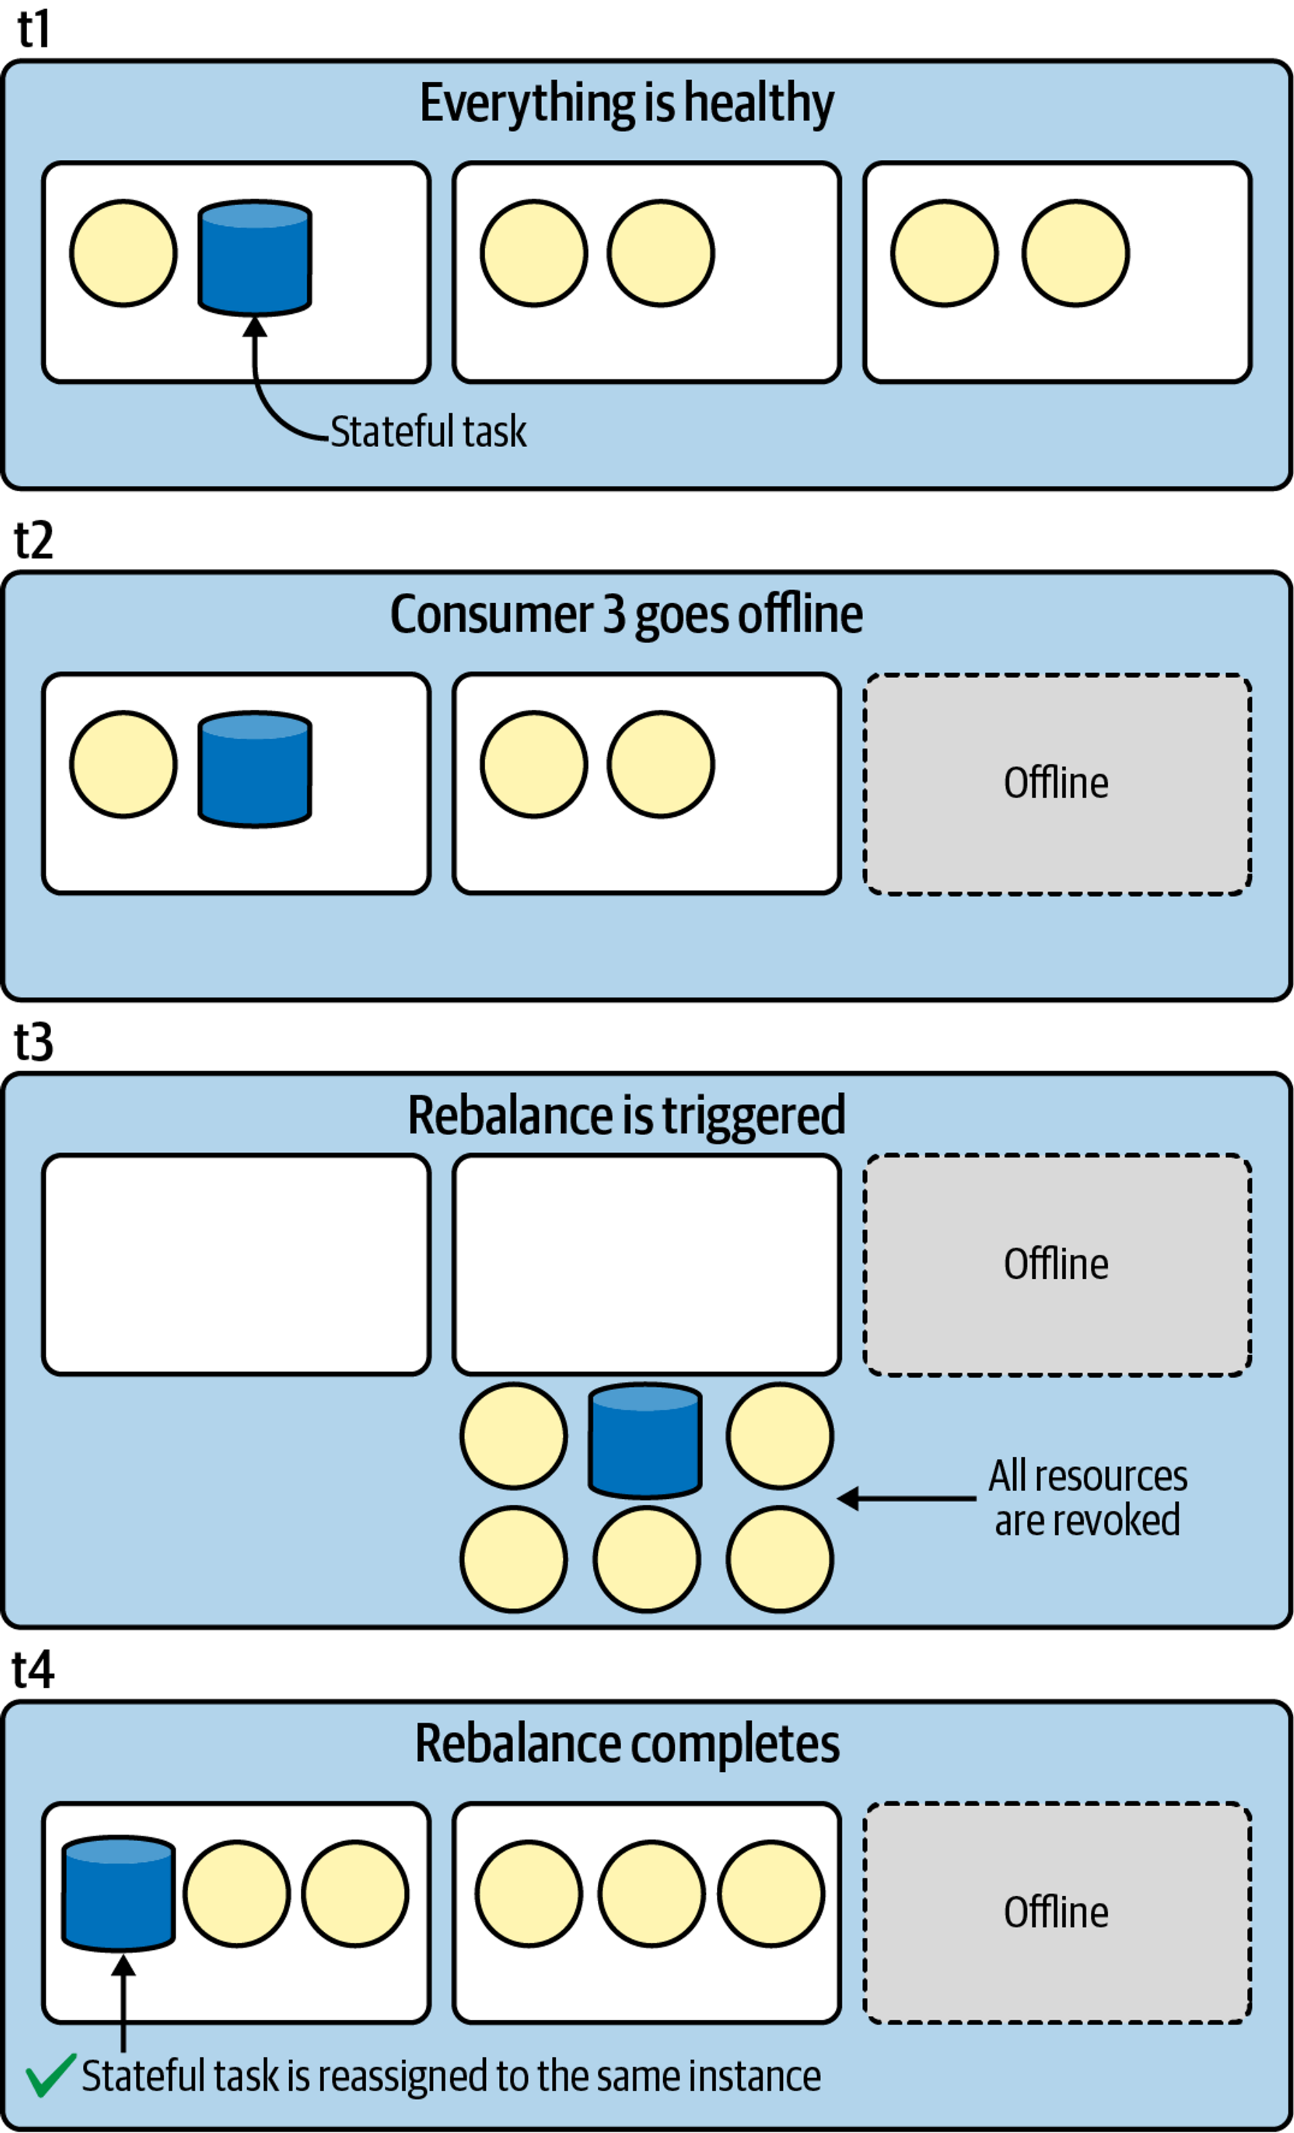 t1
Everything is healthy
Stateful task
t2
Consumer 3 goes offline
Offline
t3
Rebalance is triggered
Offline
All resources
are revoked
t4
Rebalance completes
Offline
Stateful task is reassigned to the same instance